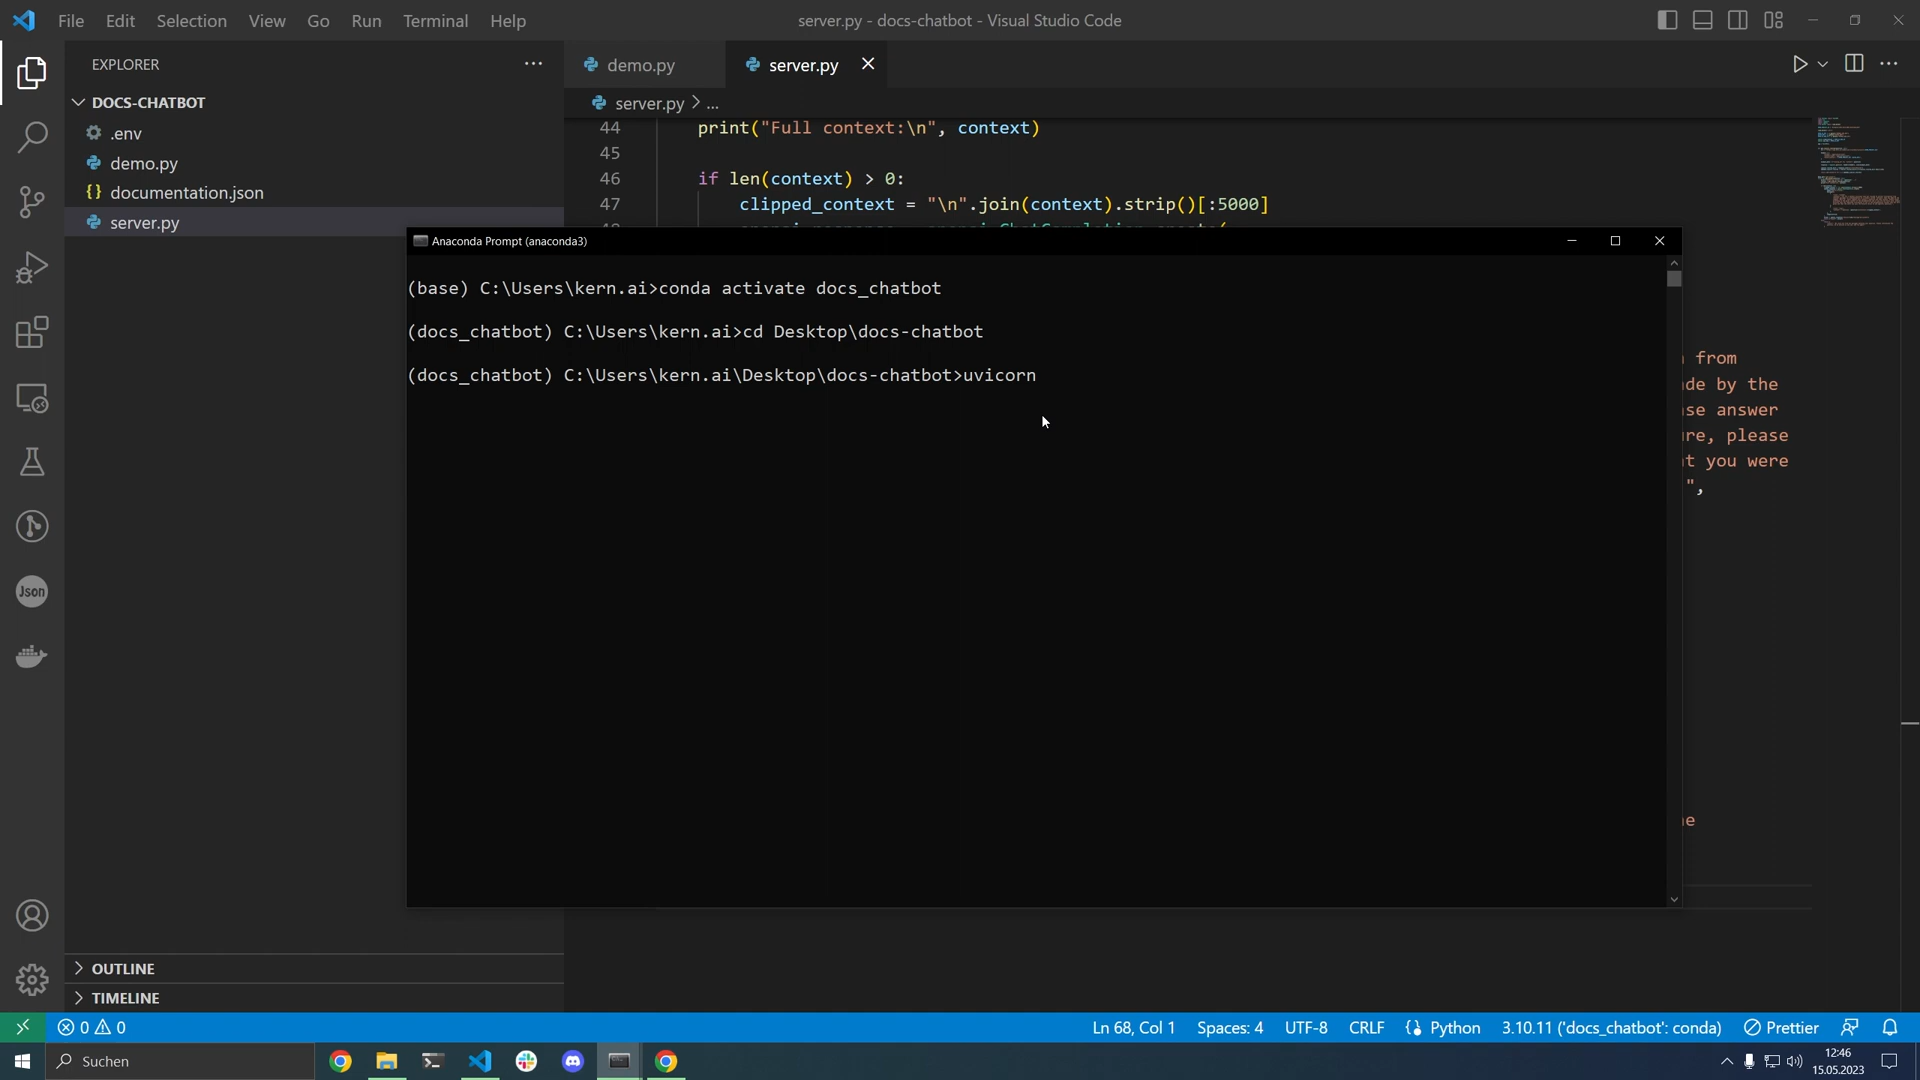 File Edit Selection View Go Run Terminal Help
server.py - docs-chatbot - Visual Studio Code
EXPLORER
DOCS-CHATBOT
.env
demo.py
documentation.json
server.py
demo.py
server.py
server.py > ...
44 print("Full context:\n", context)
45
46 if len(context) > 0:
47 clipped_context = "\n".join(context).strip()[:5000]
Anaconda Prompt (anaconda3)
(base) C:\Users\kern.ai>conda activate docs_chatbot
(docs_chatbot) C:\Users\kern.ai>cd Desktop\docs-chatbot
(docs_chatbot) C:\Users\kern.ai\Desktop\docs-chatbot>uvicorn
from
de by the
se answer
re, please
t you were
",
e
Json
OUTLINE
TIMELINE
0 0
Ln 68, Col 1 Spaces: 4 UTF-8 CRLF Python 3.10.11 ('docs_chatbot': conda) Prettier
Suchen
12:46
15.05.2023